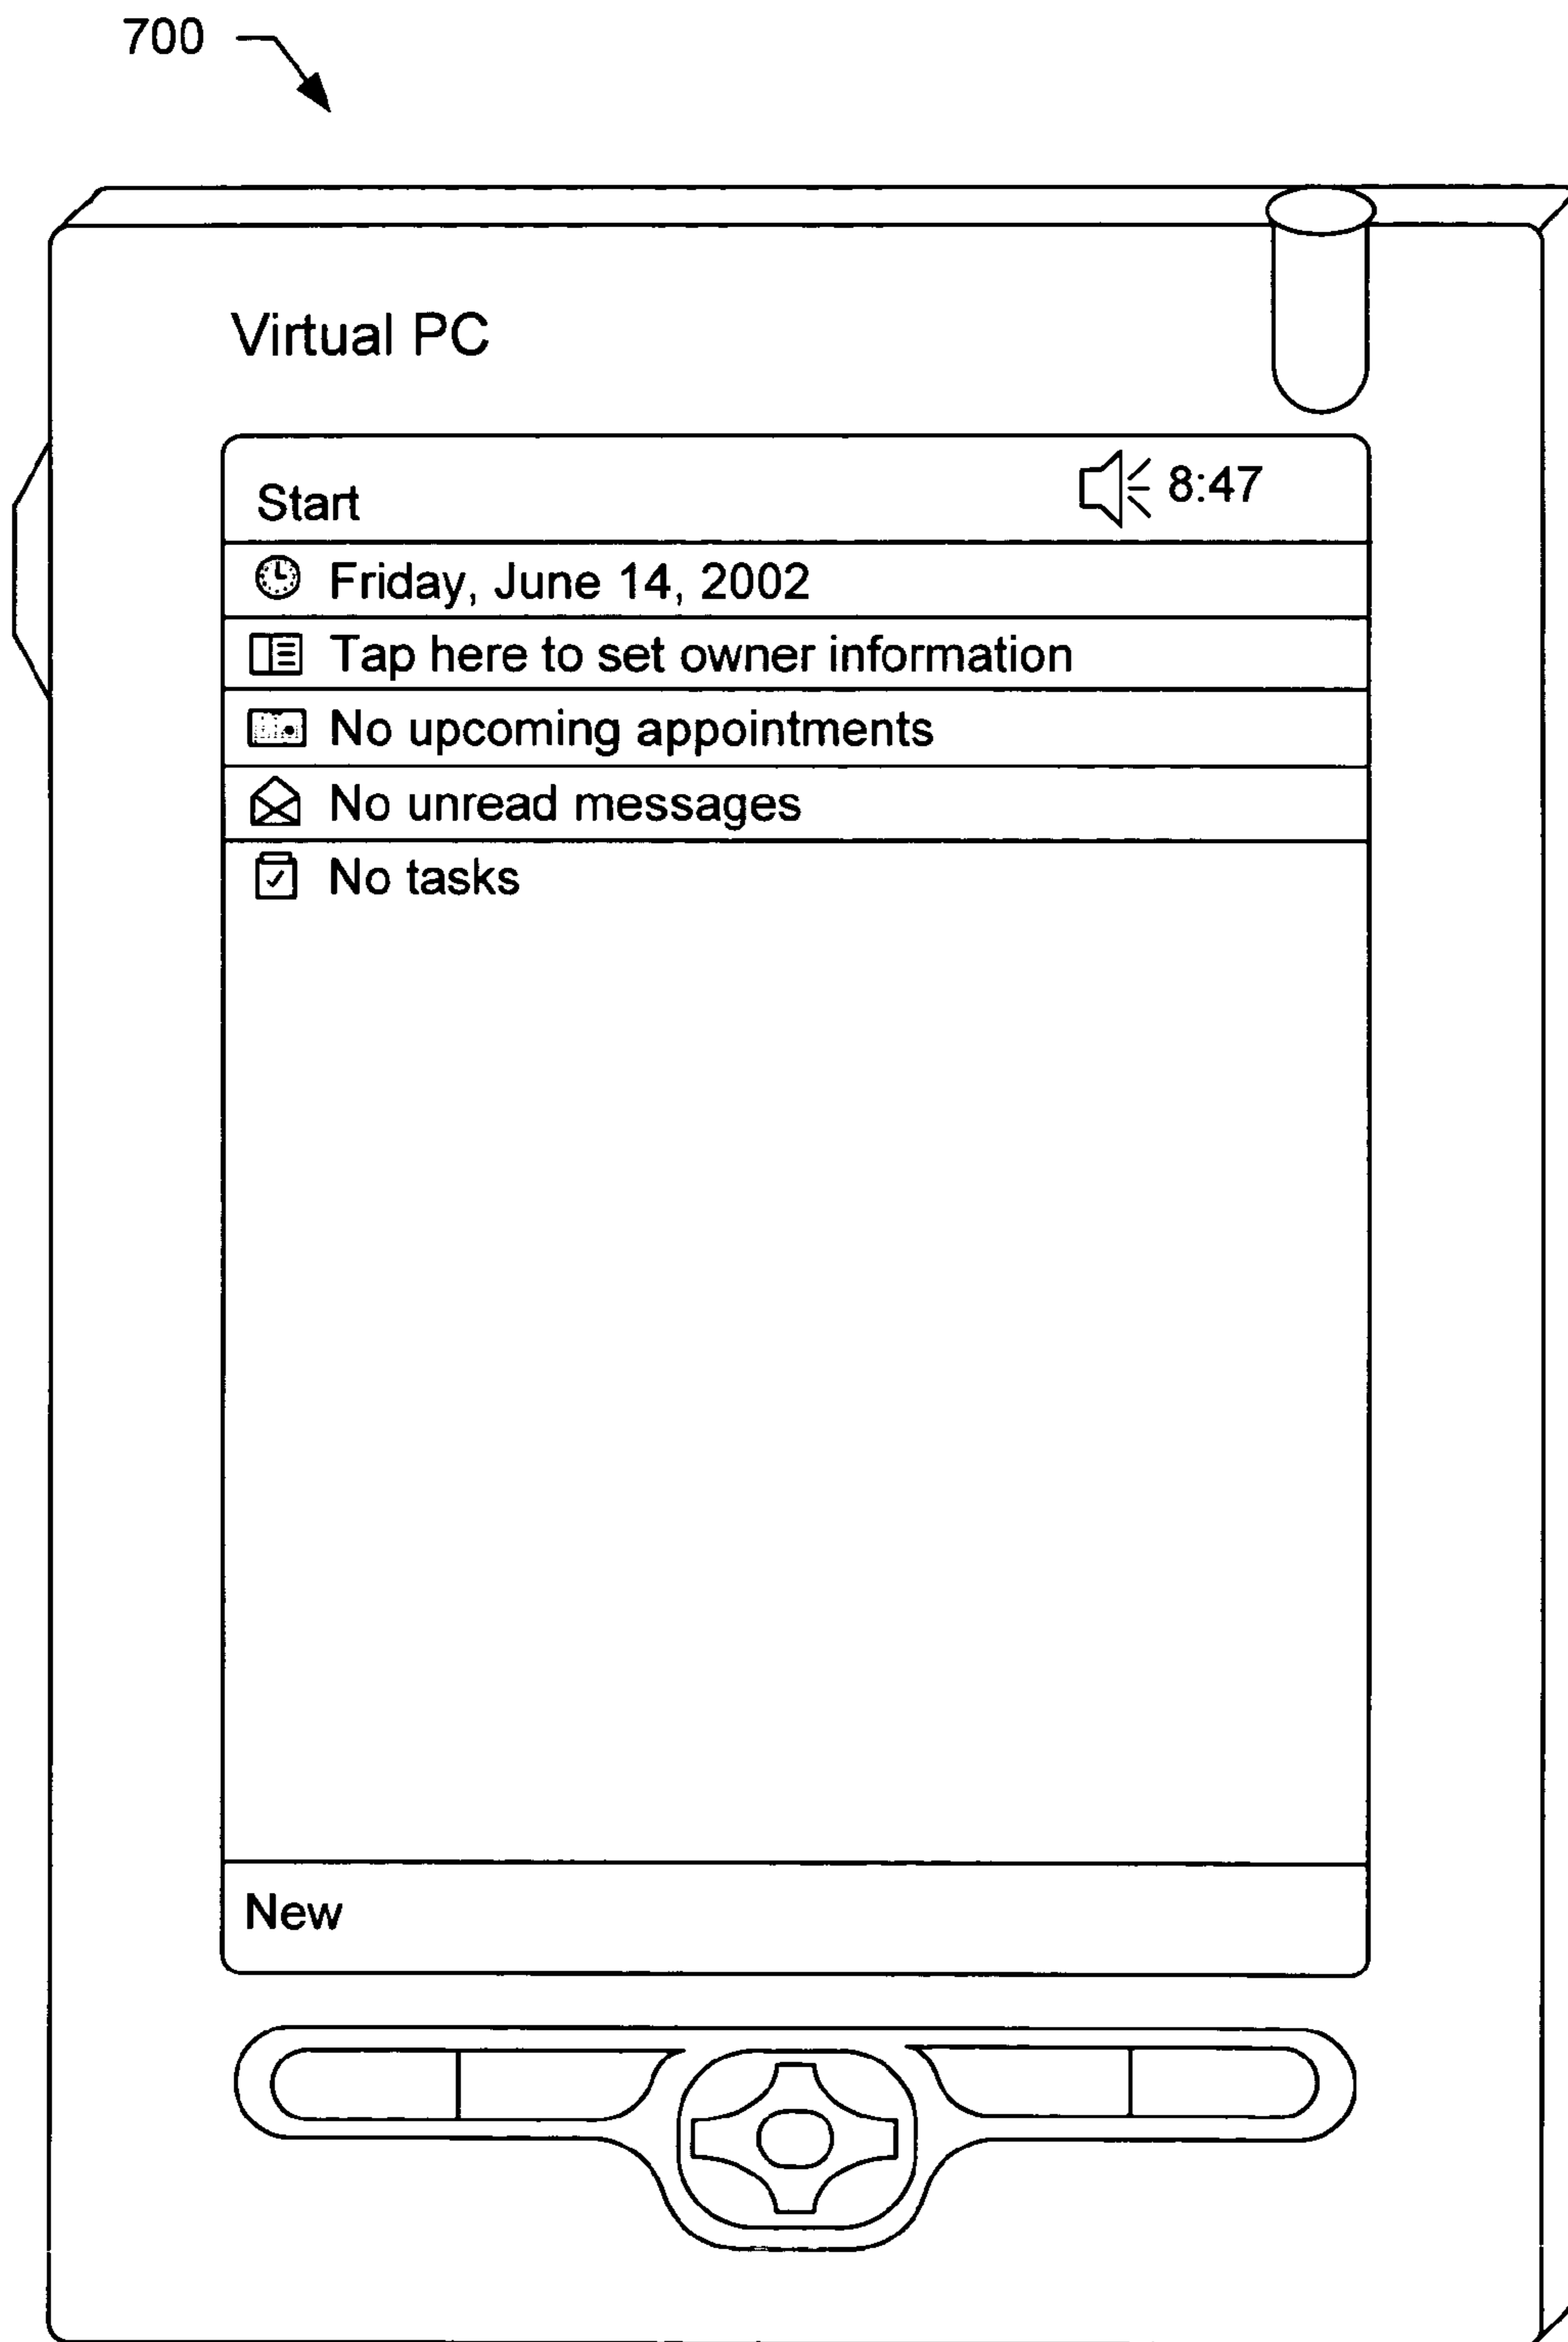 700
Virtual PC
Start 8:47
Friday, June 14, 2002
Tap here to set owner information
No upcoming appointments
No unread messages
No tasks
New